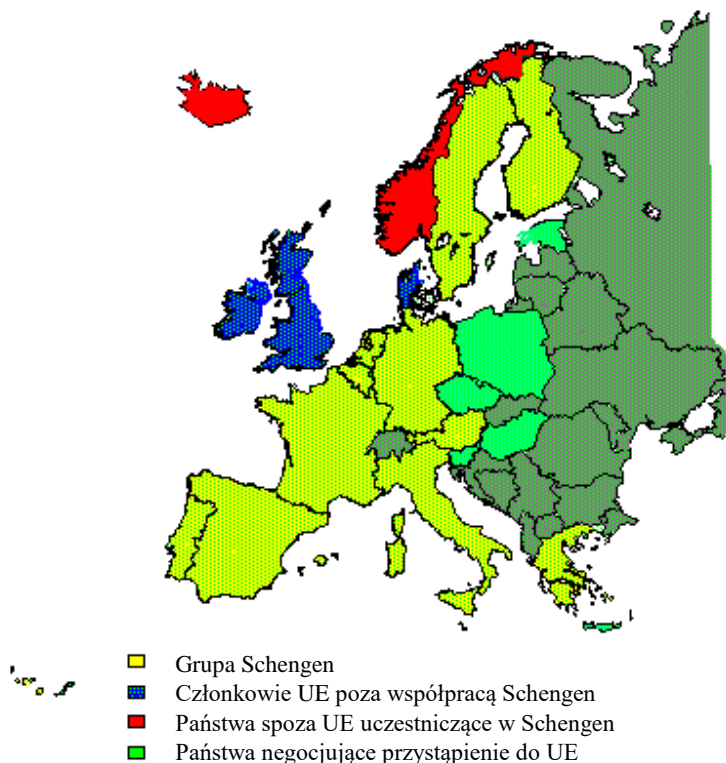 Grupa Schengen
Członkowie UE poza współpracą Schengen
Państwa spoza UE uczestniczące w Schengen
Państwa negocjujące przystąpienie do UE